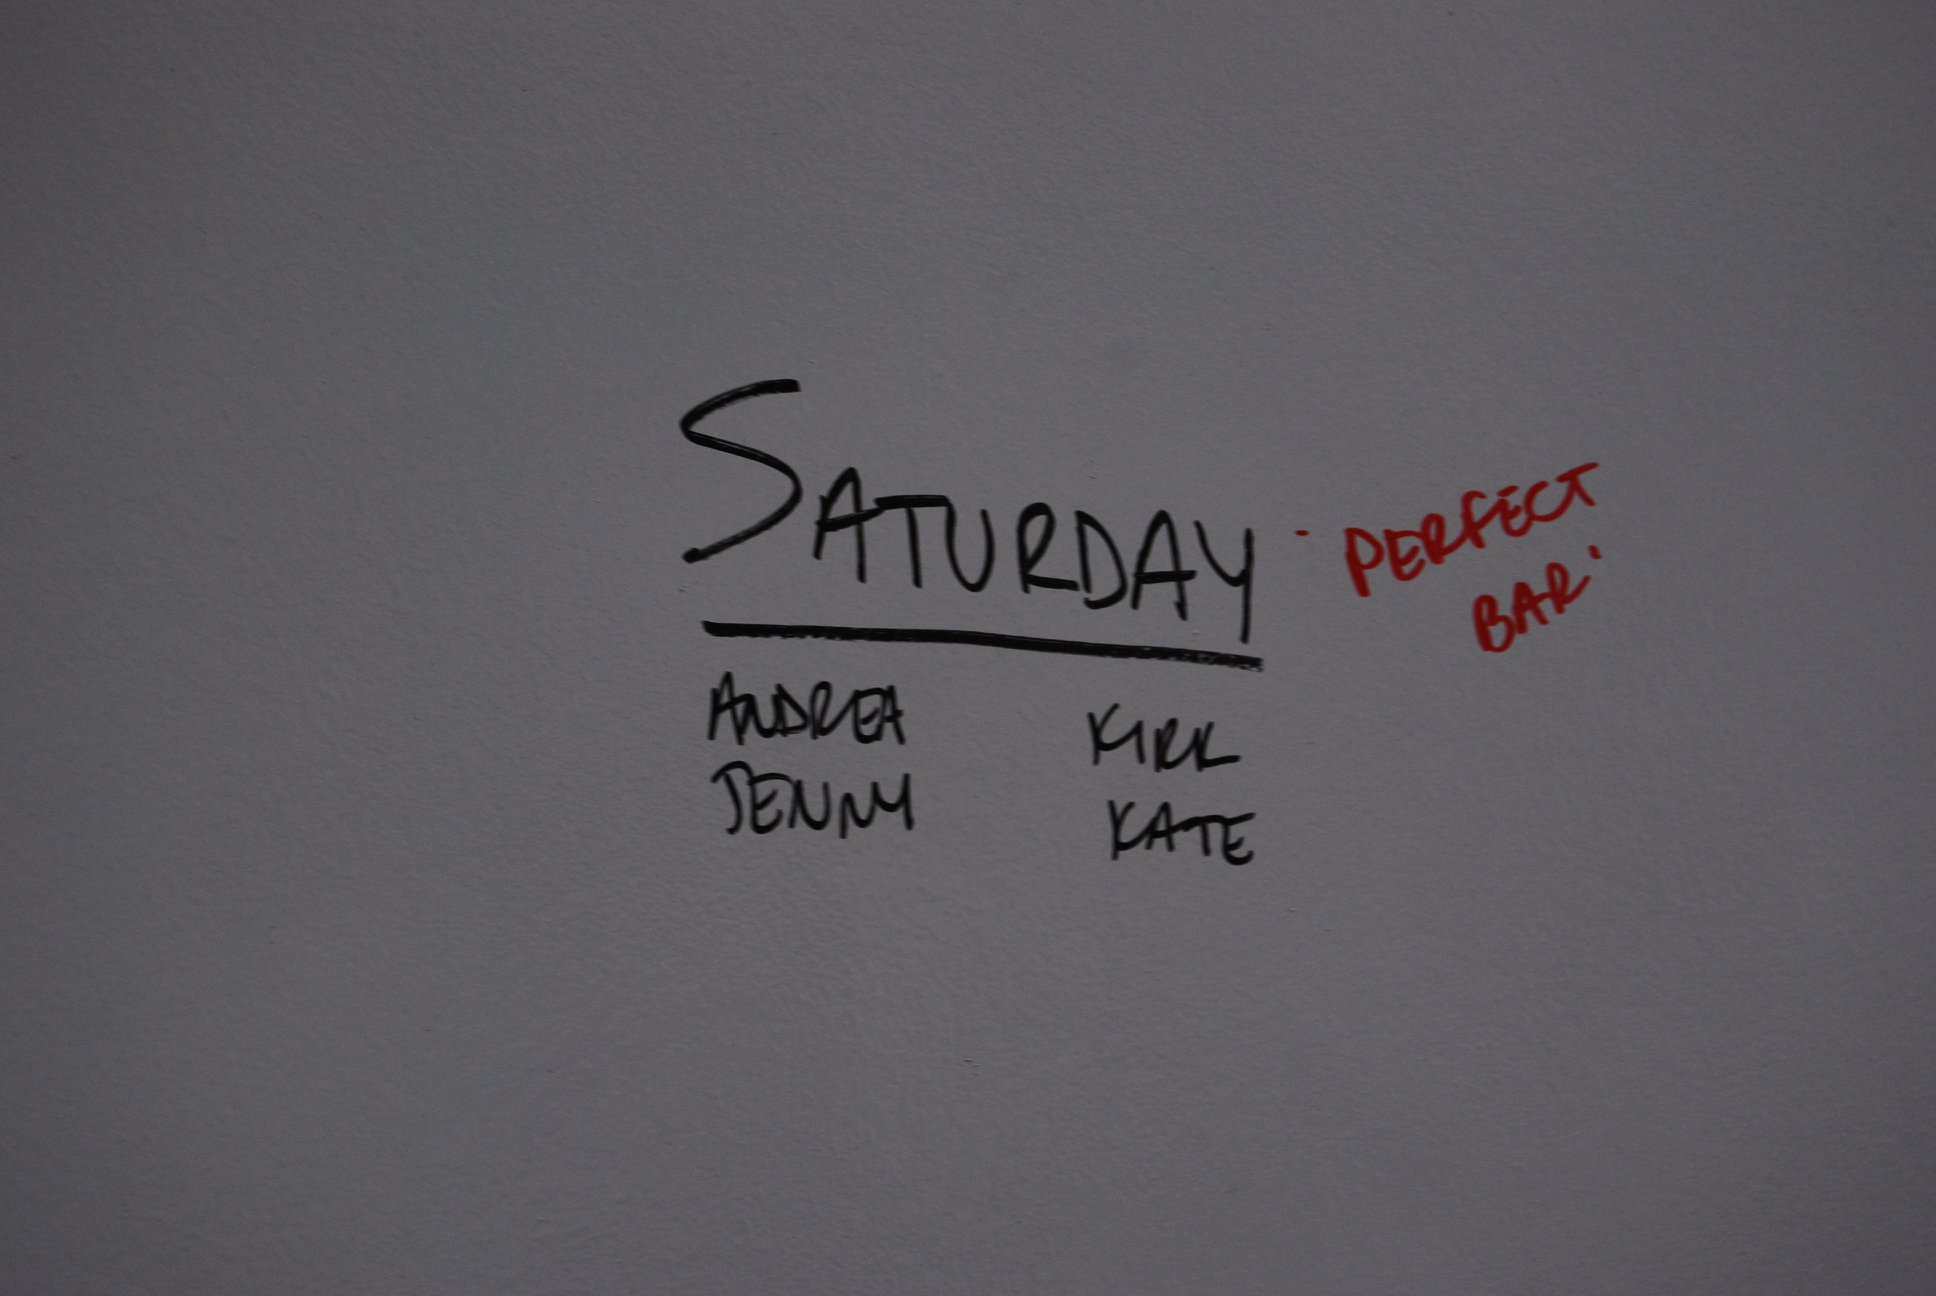 SATURDAY
· PERFECT
BAR ·
ANDREA KIRK
JENNY KATE